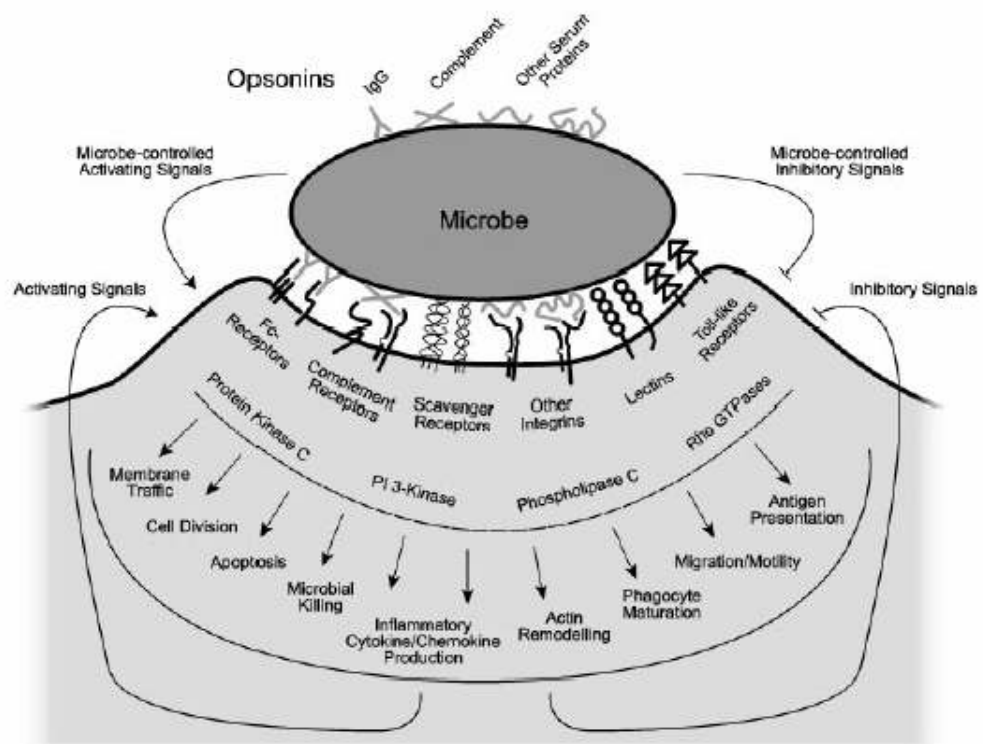 Opsonins
IgG
Complement
Other Serum
Proteins
Microbe-controlled
Activating Signals
Microbe-controlled
Inhibitory Signals
Microbe
Activating Signals
Inhibitory Signals
Fc-
Receptors
Complement
Receptors
Scavenger
Receptors
Other
Integrins
Lectins
Toll-like
Receptors
Protein Kinase C
PI 3-Kinase
Phospholipase C
Rho GTPases
Membrane
Traffic
Cell Division
Apoptosis
Microbial
Killing
Inflammatory
Cytokine/Chemokine
Production
Actin
Remodelling
Phagocyte
Maturation
Migration/Motility
Antigen
Presentation